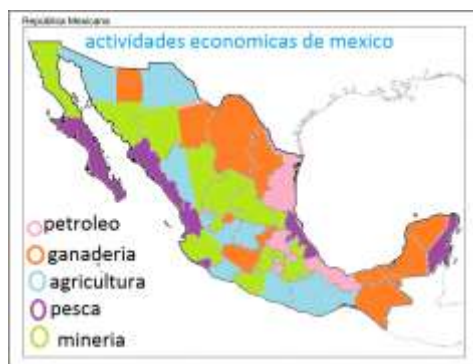 República Mexicana
actividades economicas de mexico
petroleo
ganaderia
agricultura
pesca
mineria